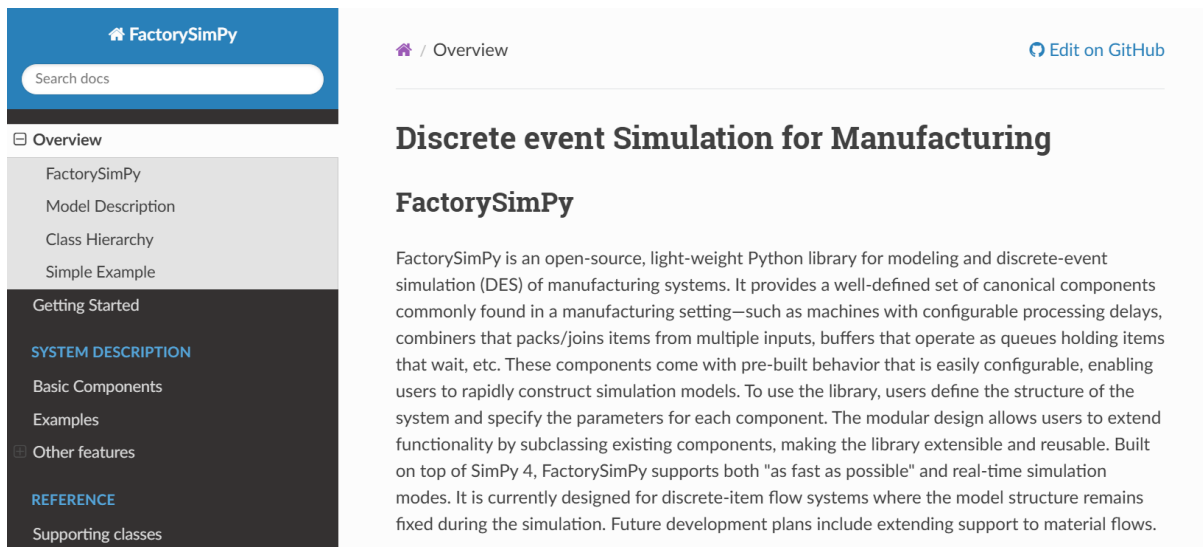 FactorySimPy
Search docs
Overview
FactorySimPy
Model Description
Class Hierarchy
Simple Example
Getting Started
SYSTEM DESCRIPTION
Basic Components
Examples
Other features
REFERENCE
Supporting classes
/ Overview
Edit on GitHub
Discrete event Simulation for Manufacturing
FactorySimPy
FactorySimPy is an open-source, light-weight Python library for modeling and discrete-event
simulation (DES) of manufacturing systems. It provides a well-defined set of canonical components
commonly found in a manufacturing setting—such as machines with configurable processing delays,
combiners that packs/joins items from multiple inputs, buffers that operate as queues holding items
that wait, etc. These components come with pre-built behavior that is easily configurable, enabling
users to rapidly construct simulation models. To use the library, users define the structure of the
system and specify the parameters for each component. The modular design allows users to extend
functionality by subclassing existing components, making the library extensible and reusable. Built
on top of SimPy 4, FactorySimPy supports both "as fast as possible" and real-time simulation
modes. It is currently designed for discrete-item flow systems where the model structure remains
fixed during the simulation. Future development plans include extending support to material flows.